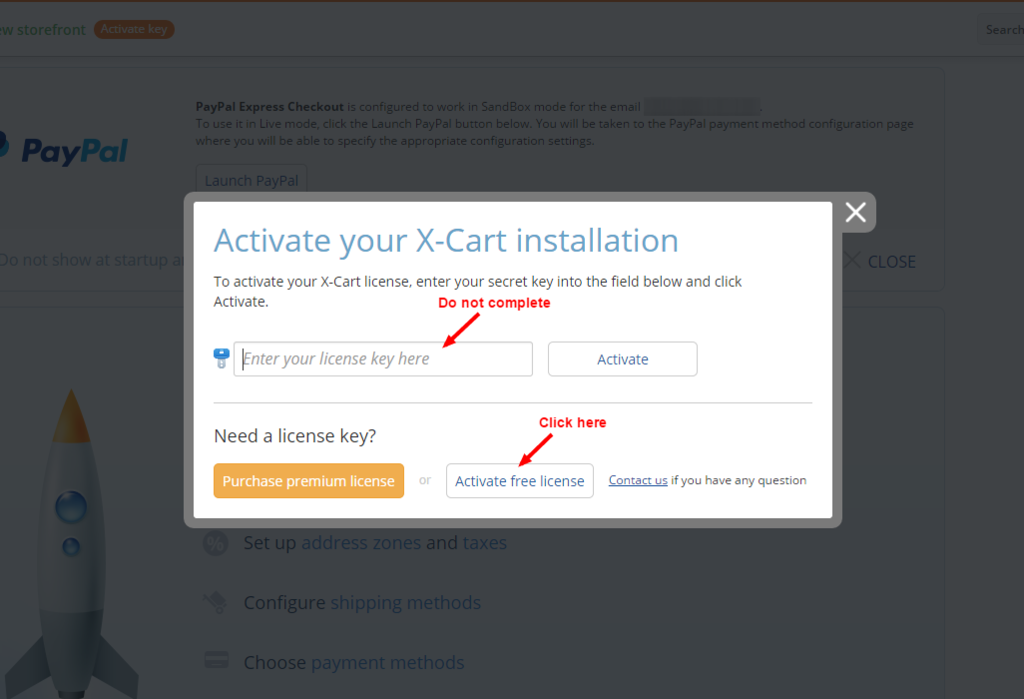 storefront
Activate key
Search
PayPal Express Checkout is configured to work in SandBox mode for the email
To use it in Live mode, click the Launch PayPal button below. You will be taken to the PayPal payment method configuration page
where you will be able to specify the appropriate configuration settings.
PayPal
Launch PayPal
Do not show at startup
CLOSE
Activate your X-Cart installation
To activate your X-Cart license, enter your secret key into the field below and click
Activate.
Do not complete
Enter your license key here
Activate
Click here
Need a license key?
Purchase premium license
or
Activate free license
Contact us if you have any question
%
Set up address zones and taxes
Configure shipping methods
Choose payment methods